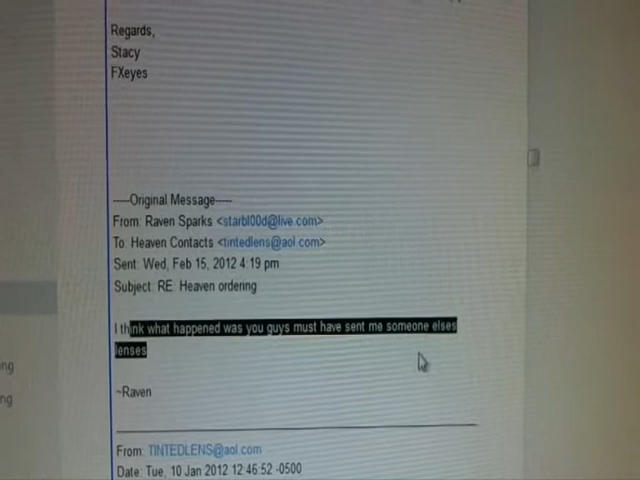 Regards,
Stacy
FXeyes
-----Original Message-----
From: Raven Sparks <starbl00d@live.com>
To: Heaven Contacts <tintedlens@aol.com>
Sent: Wed, Feb 15, 2012 4:19 pm
Subject: RE: Heaven ordering
I think what happened was you guys must have sent me someone elses
lenses
~Raven
From: TINTEDLENS@aol.com
Date: Tue, 10 Jan 2012 12:46:52 -0500
ng
ng